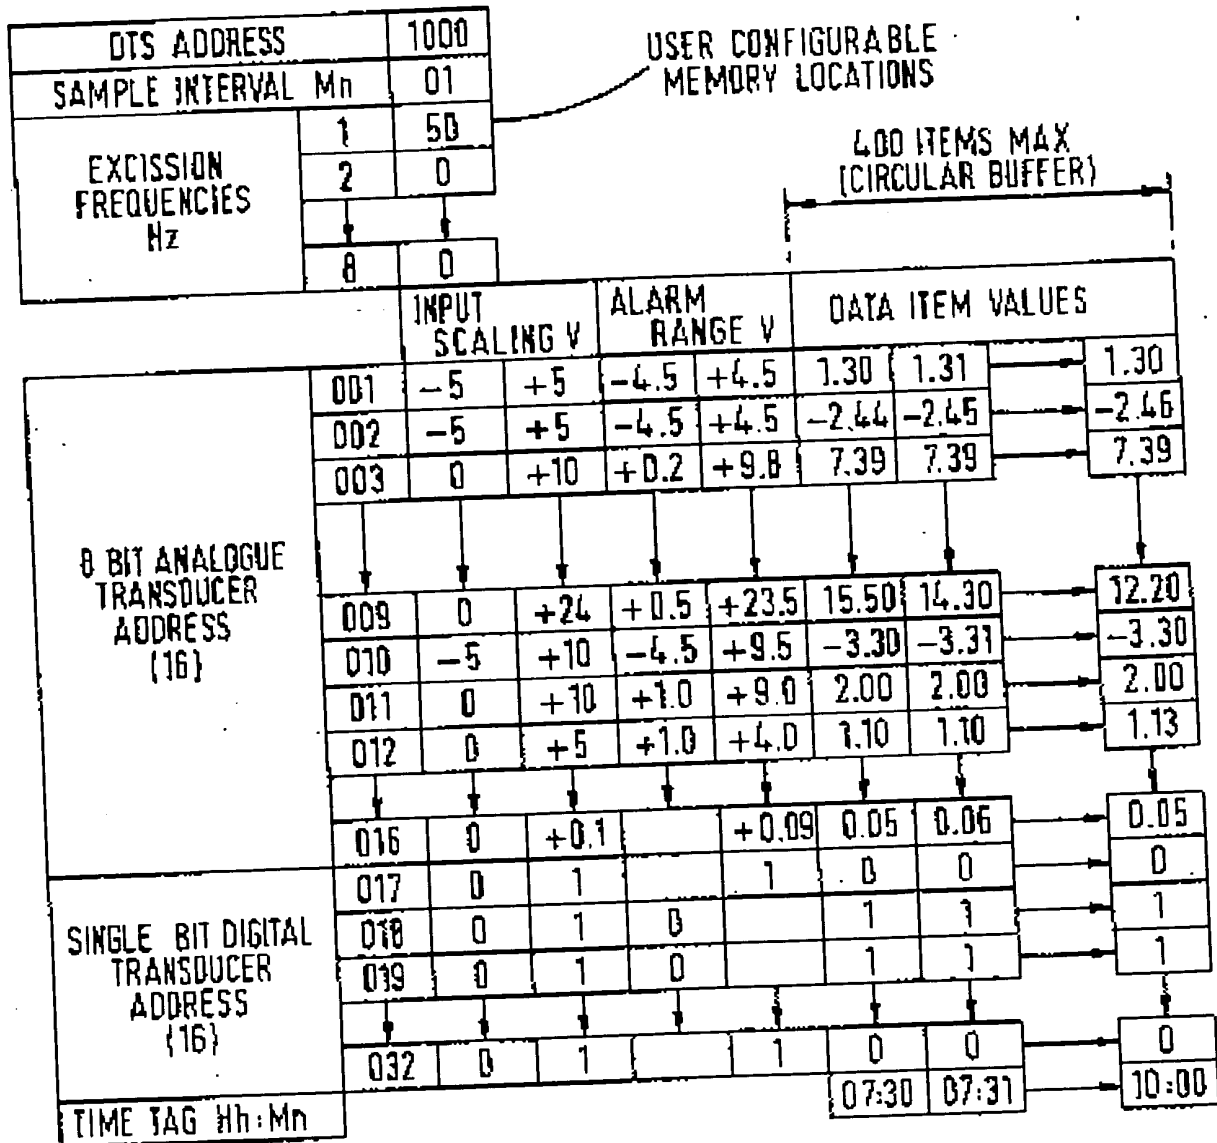 DTS ADDRESS 1000
SAMPLE INTERVAL Mn 01
EXCISSION FREQUENCIES Hz
1 50
2 0
8 0
USER CONFIGURABLE
MEMORY LOCATIONS
400 ITEMS MAX
(CIRCULAR BUFFER)
INPUT SCALING V ALARM RANGE V DATA ITEM VALUES
8 BIT ANALOGUE
TRANSDUCER
ADDRESS
(16)
001 -5 +5 -4.5 +4.5 1.30 1.31 1.30
002 -5 +5 -4.5 +4.5 -2.44 -2.45 -2.46
003 0 +10 +0.2 +9.8 7.39 7.39 7.39
009 0 +24 +0.5 +23.5 15.50 14.30 12.20
010 -5 +10 -4.5 +9.5 -3.30 -3.31 -3.30
011 0 +10 +1.0 +9.0 2.00 2.00 2.00
012 0 +5 +1.0 +4.0 1.10 1.10 1.13
016 0 +0.1 +0.09 0.05 0.06 0.05
SINGLE BIT DIGITAL
TRANSDUCER
ADDRESS
(16)
017 0 1 1 0 0 0
018 0 1 0 1 1 1
019 0 1 0 1 1 1
032 0 1 1 0 0 0
TIME TAG Hh:Mn 07:30 07:31 10:00